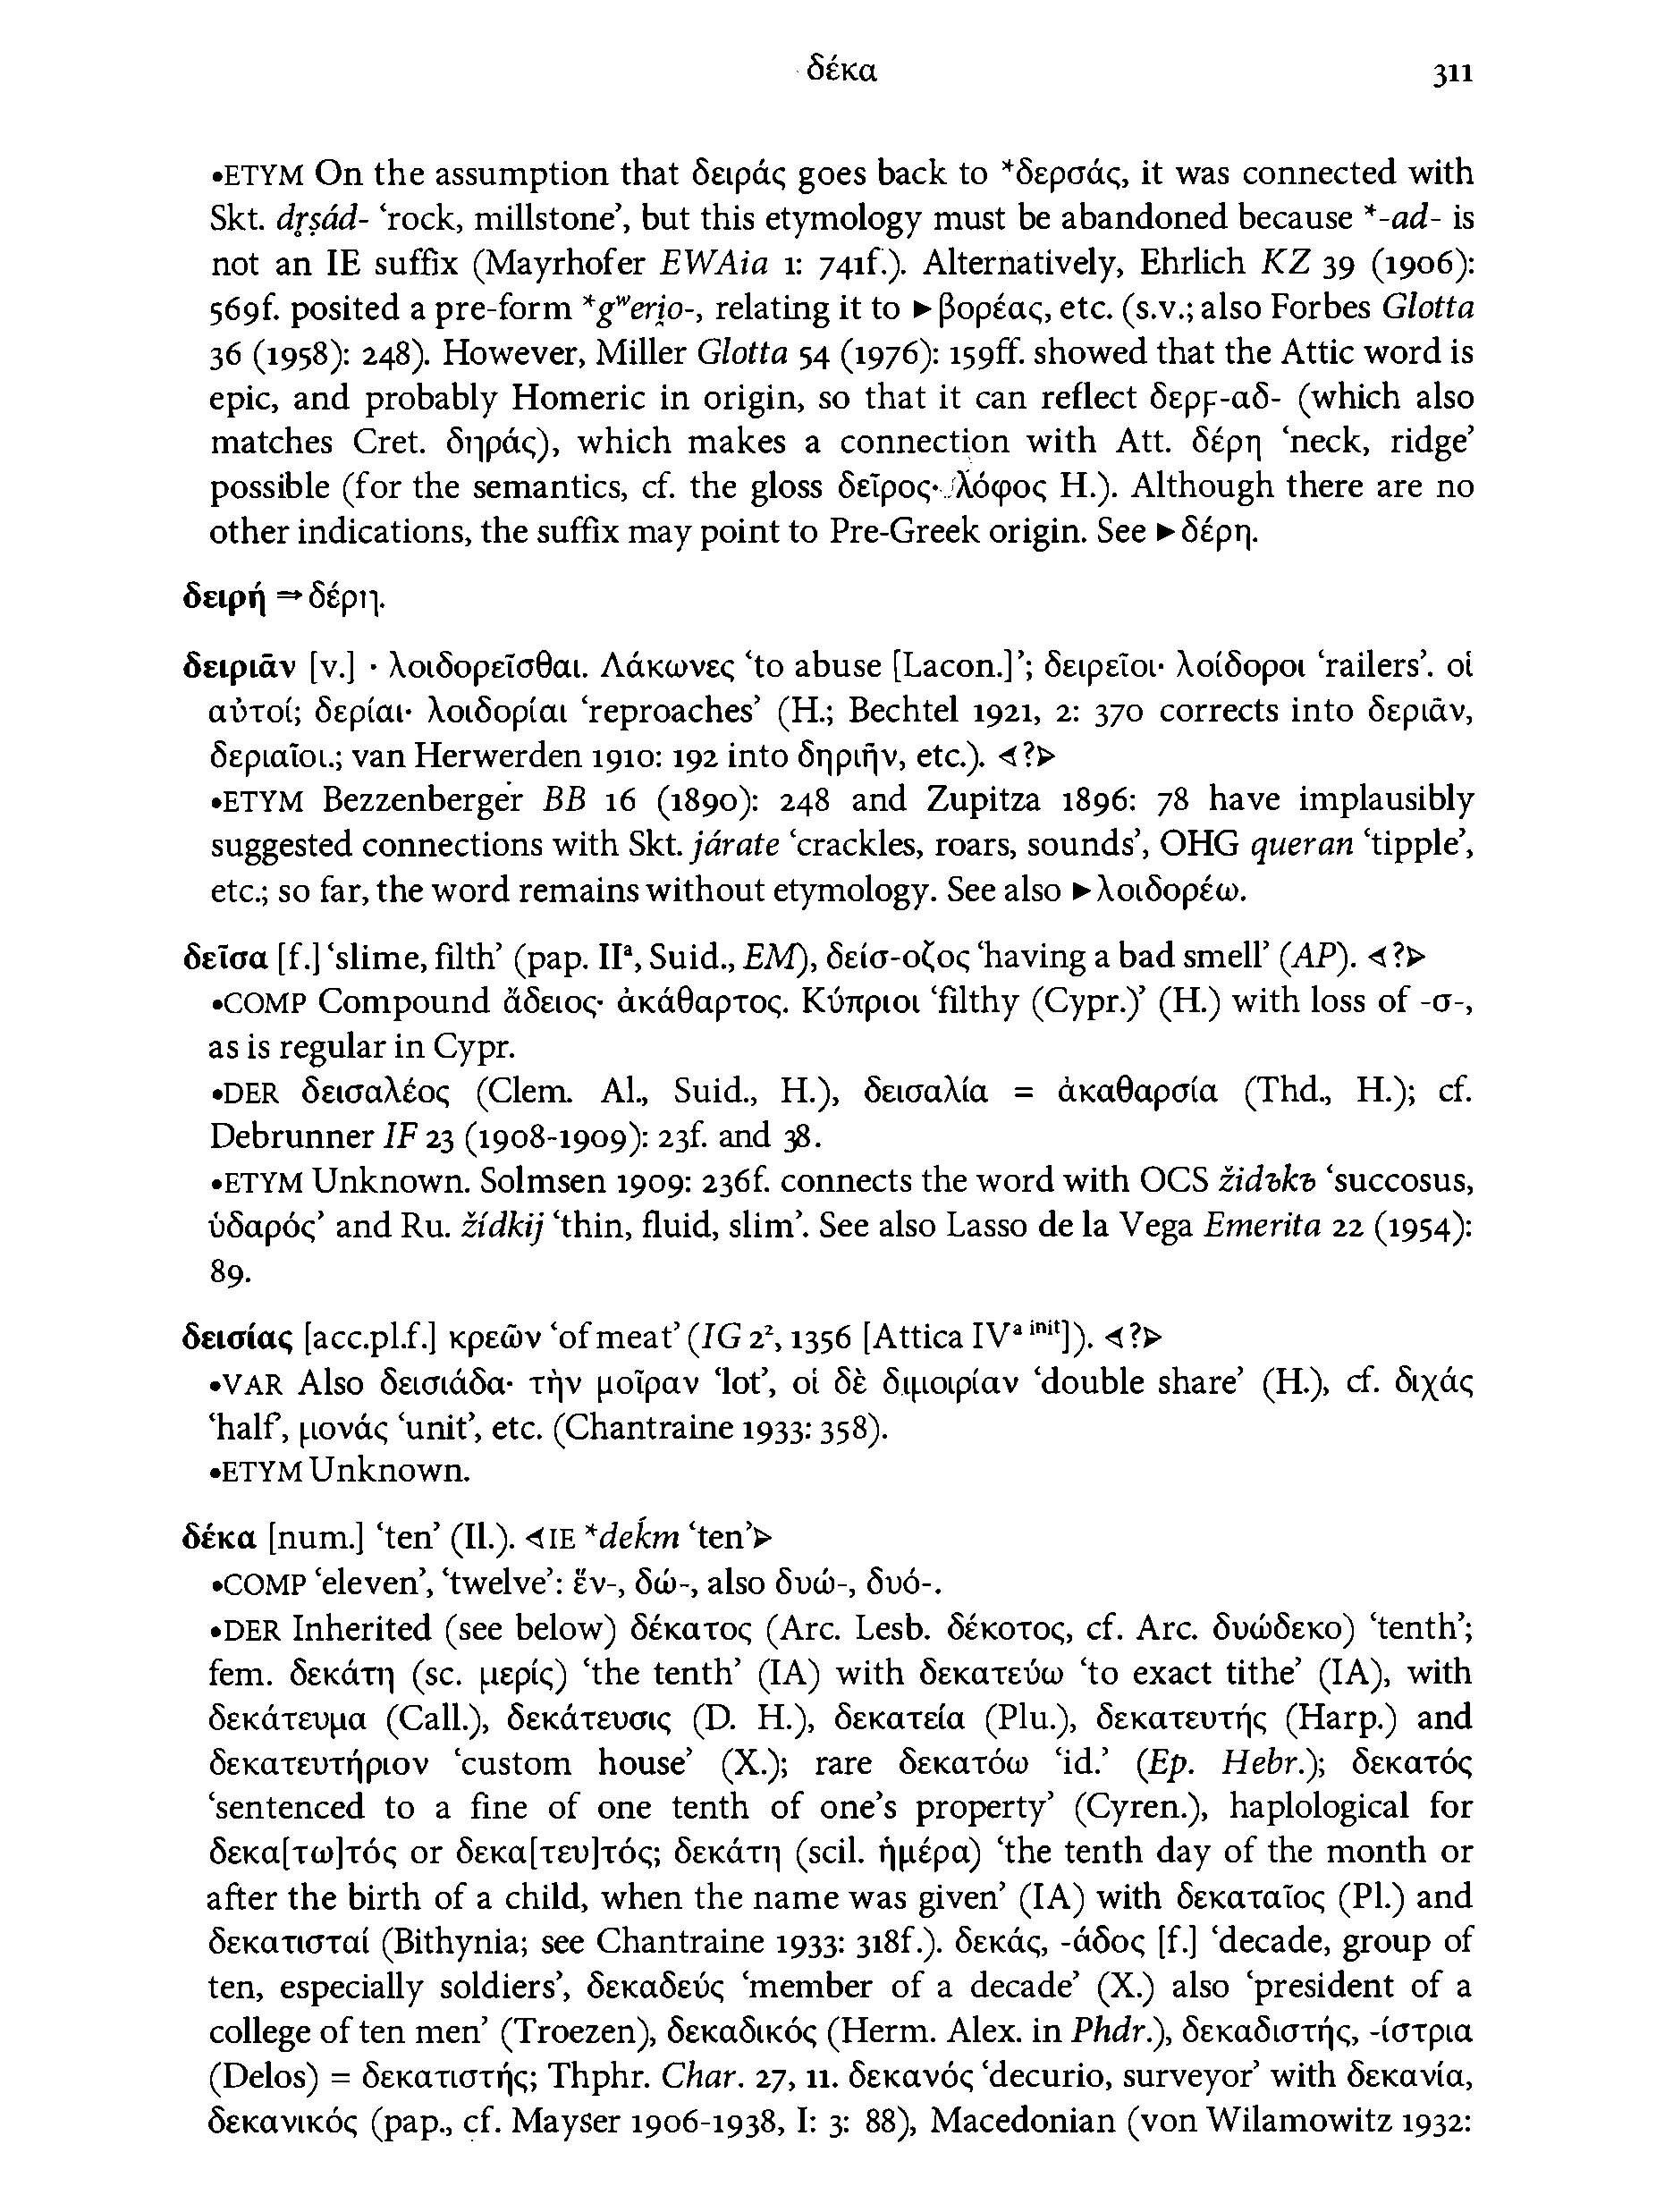 δέκα 311
•ETYM On the assumption that δειράς goes back to *δερσάς, it was connected with
Skt. dṛṣád- ‘rock, millstone’, but this etymology must be abandoned because *-ad- is
not an IE suffix (Mayrhofer EWAia 1: 741f.). Alternatively, Ehrlich KZ 39 (1906):
569f. posited a pre-form *gʷeri̯o-, relating it to ►βορέας, etc. (s.v.; also Forbes Glotta
36 (1958): 248). However, Miller Glotta 54 (1976): 159ff. showed that the Attic word is
epic, and probably Homeric in origin, so that it can reflect δερϝ-αδ- (which also
matches Cret. δηράς), which makes a connection with Att. δέρη ‘neck, ridge’
possible (for the semantics, cf. the gloss δεῖρος· λόφος H.). Although there are no
other indications, the suffix may point to Pre-Greek origin. See ►δέρη.
δειρή ⇒ δέρη.
δειριᾶν [v.] · λοιδορεῖσθαι. Λάκωνες ‘to abuse [Lacon.]’; δειρεῖοι· λοίδοροι ‘railers’. οἱ
αὐτοί; δερίαι· λοιδορίαι ‘reproaches’ (H.; Bechtel 1921, 2: 370 corrects into δεριᾶν,
δεριαῖοι.; van Herwerden 1910: 192 into δηριῆν, etc.). ⊲?⊳
•ETYM Bezzenberger BB 16 (1890): 248 and Zupitza 1896: 78 have implausibly
suggested connections with Skt. járate ‘crackles, roars, sounds’, OHG queran ‘tipple’,
etc.; so far, the word remains without etymology. See also ►λοιδορέω.
δεῖσα [f.] ‘slime, filth’ (pap. IIᵃ, Suid., EM), δείσ-οζος ‘having a bad smell’ (AP). ⊲?⊳
•COMP Compound ἄδειος· ἀκάθαρτος. Κύπριοι ‘filthy (Cypr.)’ (H.) with loss of -σ-,
as is regular in Cypr.
•DER δεισαλέος (Clem. Al., Suid., H.), δεισαλία = ἀκαθαρσία (Thd., H.); cf.
Debrunner IF 23 (1908-1909): 23f. and 38.
•ETYM Unknown. Solmsen 1909: 236f. connects the word with OCS židъkъ ‘succosus,
ὑδαρός’ and Ru. žídkij ‘thin, fluid, slim’. See also Lasso de la Vega Emerita 22 (1954):
89.
δεισίας [acc.pl.f.] κρεῶν ‘of meat’ (IG 2², 1356 [Attica IVᵃ ⁱⁿⁱᵗ]). ⊲?⊳
•VAR Also δεισιάδα· τὴν μοῖραν ‘lot’, οἱ δὲ διμοιρίαν ‘double share’ (H.), cf. διχάς
‘half’, μονάς ‘unit’, etc. (Chantraine 1933: 358).
•ETYM Unknown.
δέκα [num.] ‘ten’ (Il.). ⊲IE *deḱm ‘ten’⊳
•COMP ‘eleven’, ‘twelve’: ἕν-, δώ-, also δυώ-, δυό-.
•DER Inherited (see below) δέκατος (Arc. Lesb. δέκοτος, cf. Arc. δυώδεκο) ‘tenth’;
fem. δεκάτη (sc. μερίς) ‘the tenth’ (IA) with δεκατεύω ‘to exact tithe’ (IA), with
δεκάτευμα (Call.), δεκάτευσις (D. H.), δεκατεία (Plu.), δεκατευτής (Harp.) and
δεκατευτήριον ‘custom house’ (X.); rare δεκατόω ‘id.’ (Ep. Hebr.); δεκατός
‘sentenced to a fine of one tenth of one’s property’ (Cyren.), haplological for
δεκα[τω]τός or δεκα[τευ]τός; δεκάτη (scil. ἡμέρα) ‘the tenth day of the month or
after the birth of a child, when the name was given’ (IA) with δεκαταῖος (Pl.) and
δεκατισταί (Bithynia; see Chantraine 1933: 318f.). δεκάς, -άδος [f.] ‘decade, group of
ten, especially soldiers’, δεκαδεύς ‘member of a decade’ (X.) also ‘president of a
college of ten men’ (Troezen), δεκαδικός (Herm. Alex. in Phdr.), δεκαδιστής, -ίστρια
(Delos) = δεκατιστής; Thphr. Char. 27, 11. δεκανός ‘decurio, surveyor’ with δεκανία,
δεκανικός (pap., cf. Mayser 1906-1938, I: 3: 88), Macedonian (von Wilamowitz 1932: